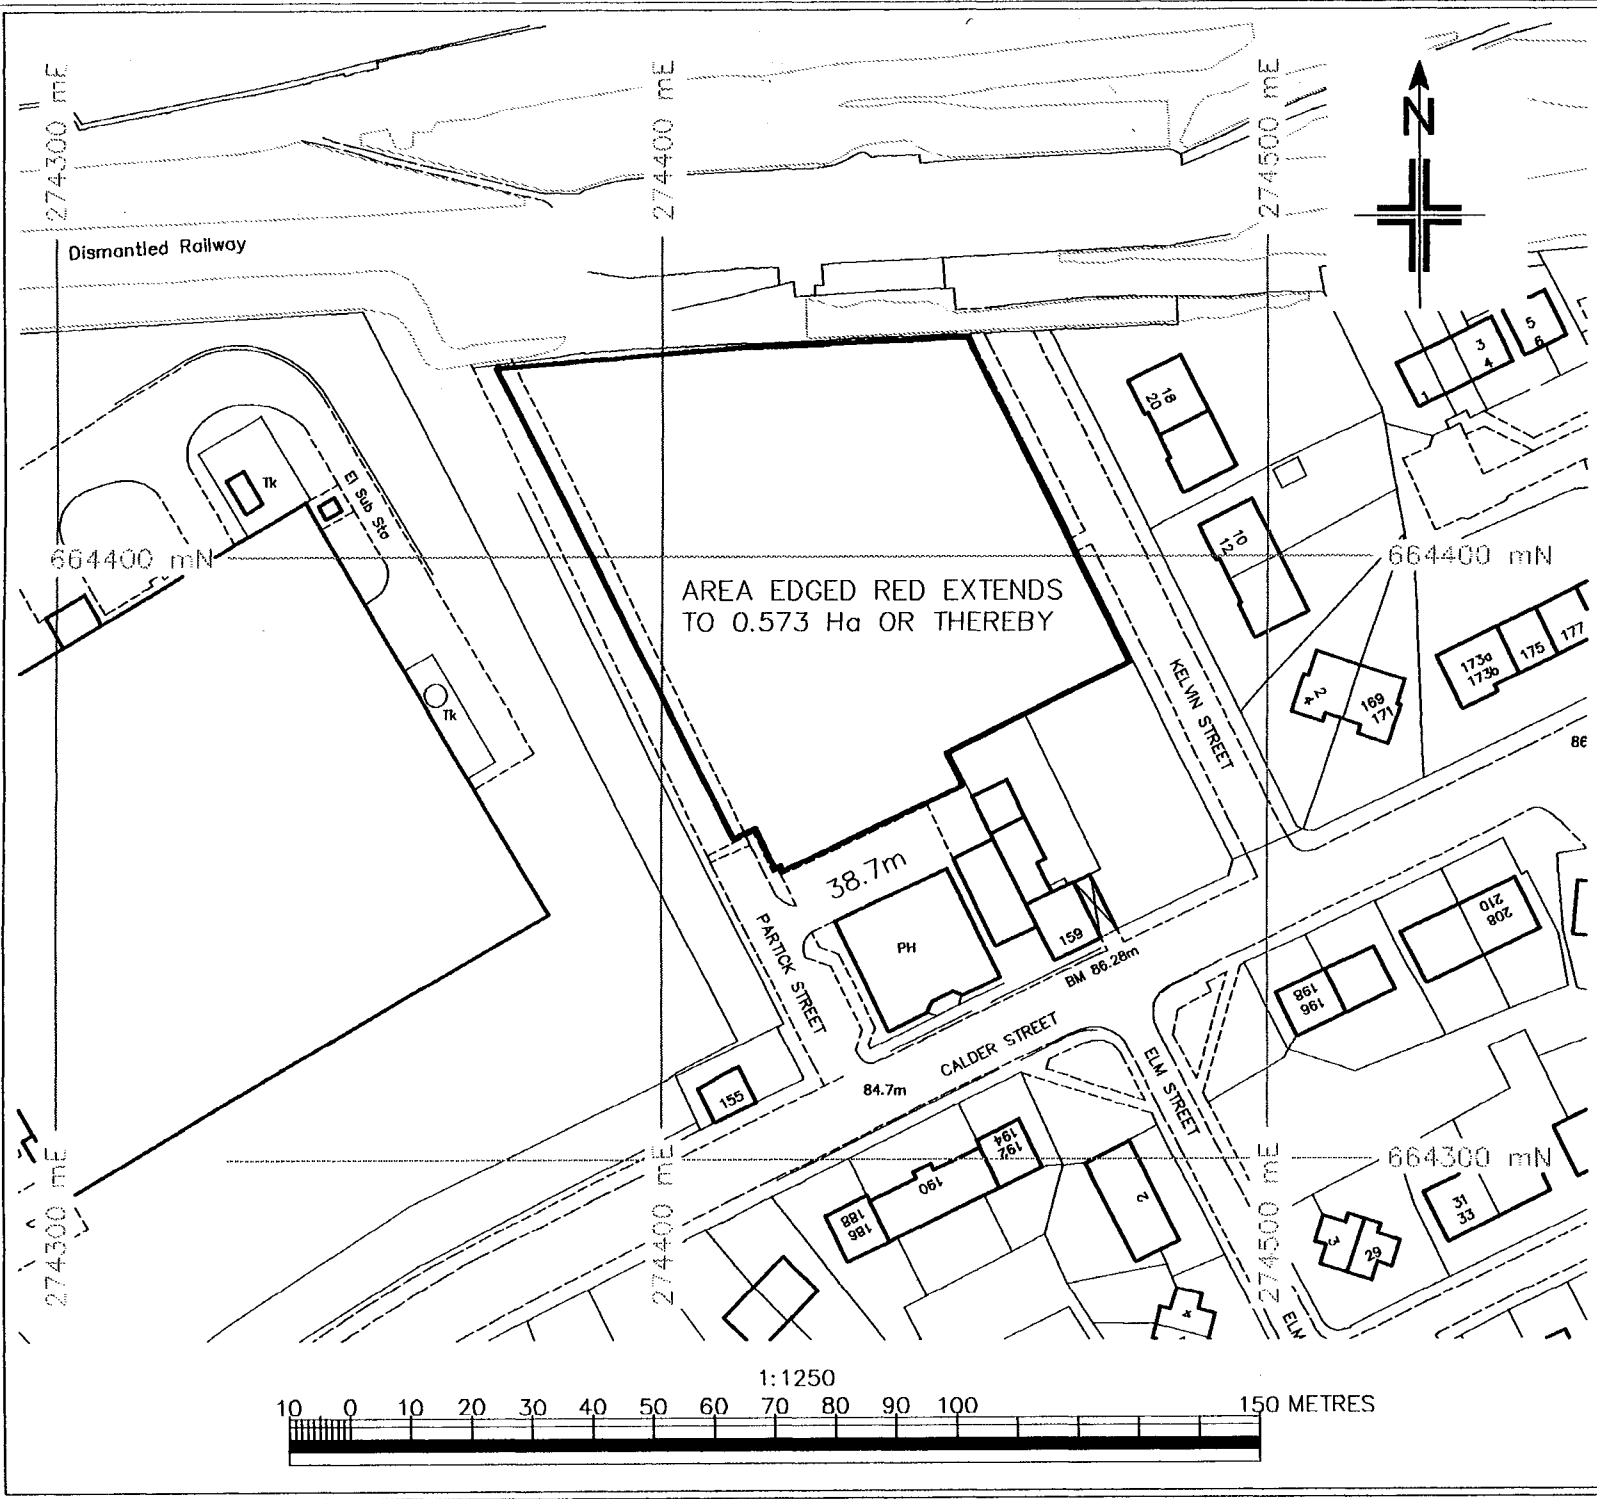 274300 mE
274400 mE
274500 mE
N
Dismantled Railway
5
6
3
4
1
18
20
Tk
El Sub Sta
10
12
664400 mN
664400 mN
AREA EDGED RED EXTENDS
TO 0.573 Ha OR THEREBY
173a
173b
175
177
2
4
169
171
KELVIN STREET
Tk
86
38.7m
PARTICK STREET
PH
159
BM 86.28m
210
208
198
196
CALDER STREET
ELM STREET
84.7m
155
194
192
190
188
186
2
664300 mN
31
33
3
29
4
ELM
274300 mE
274400 mE
274500 mE
1:1250
10 0 10 20 30 40 50 60 70 80 90 100 150 METRES